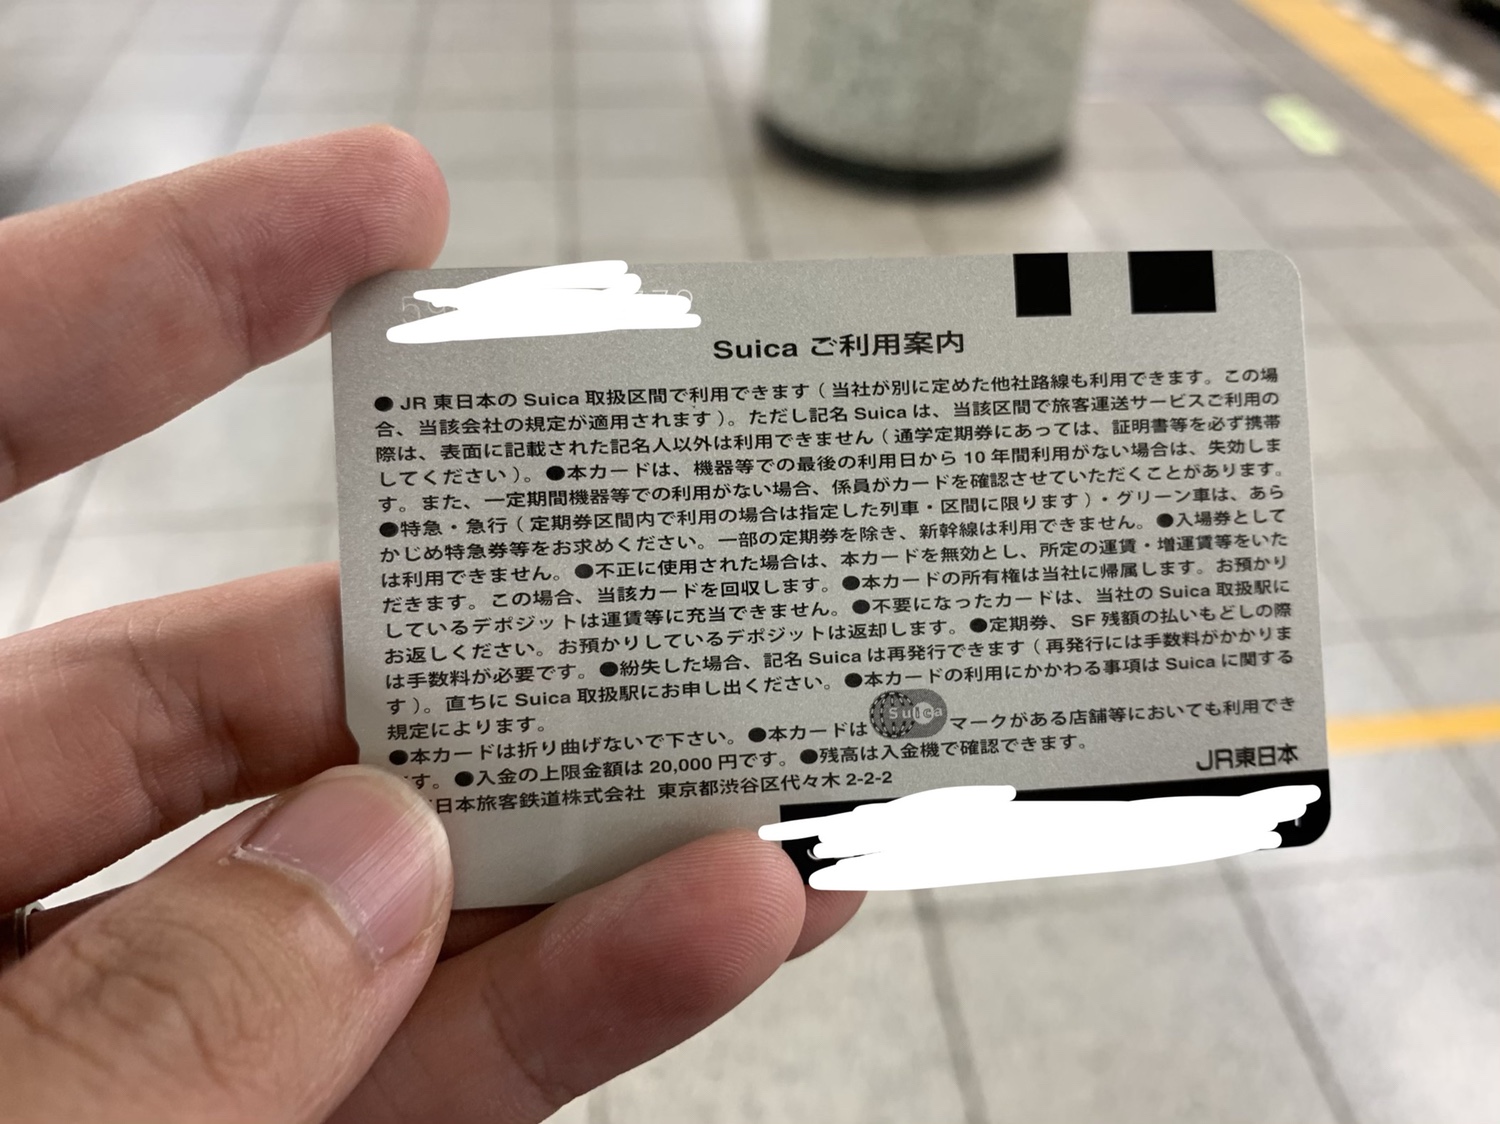 Suica ご利用案内
●JR 東日本の Suica 取扱区間で利用できます（当社が別に定めた他社路線も利用できます。この場
合、当該会社の規定が適用されます）。ただし記名 Suica は、当該区間で旅客運送サービスご利用の
際は、表面に記載された記名人以外は利用できません（通学定期券にあっては、証明書等を必ず携帯
してください）。●本カードは、機器等での最後の利用日から 10 年間利用がない場合は、失効しま
す。また、一定期間機器等での利用がない場合、係員がカードを確認させていただくことがあります。
●特急・急行（定期券区間内で利用の場合は指定した列車・区間に限ります）・グリーン車は、あら
かじめ特急券等をお求めください。一部の定期券を除き、新幹線は利用できません。●入場券として
は利用できません。●不正に使用された場合は、本カードを無効とし、所定の運賃・増運賃等をいた
だきます。この場合、当該カードを回収します。●本カードの所有権は当社に帰属します。お預かり
しているデポジットは運賃等に充当できません。●不要になったカードは、当社の Suica 取扱駅に
お返しください。お預かりしているデポジットは返却します。●定期券、SF 残額の払いもどしの際
は手数料が必要です。●紛失した場合、記名 Suica は再発行できます（再発行には手数料がかかりま
す）。直ちに Suica 取扱駅にお申し出ください。●本カードの利用にかかわる事項は Suica に関する
規定によります。
●本カードは折り曲げないで下さい。●本カードは Suica マークがある店舗等においても利用でき
ます。●入金の上限金額は 20,000 円です。●残高は入金機で確認できます。
日本旅客鉄道株式会社 東京都渋谷区代々木 2-2-2
JR東日本